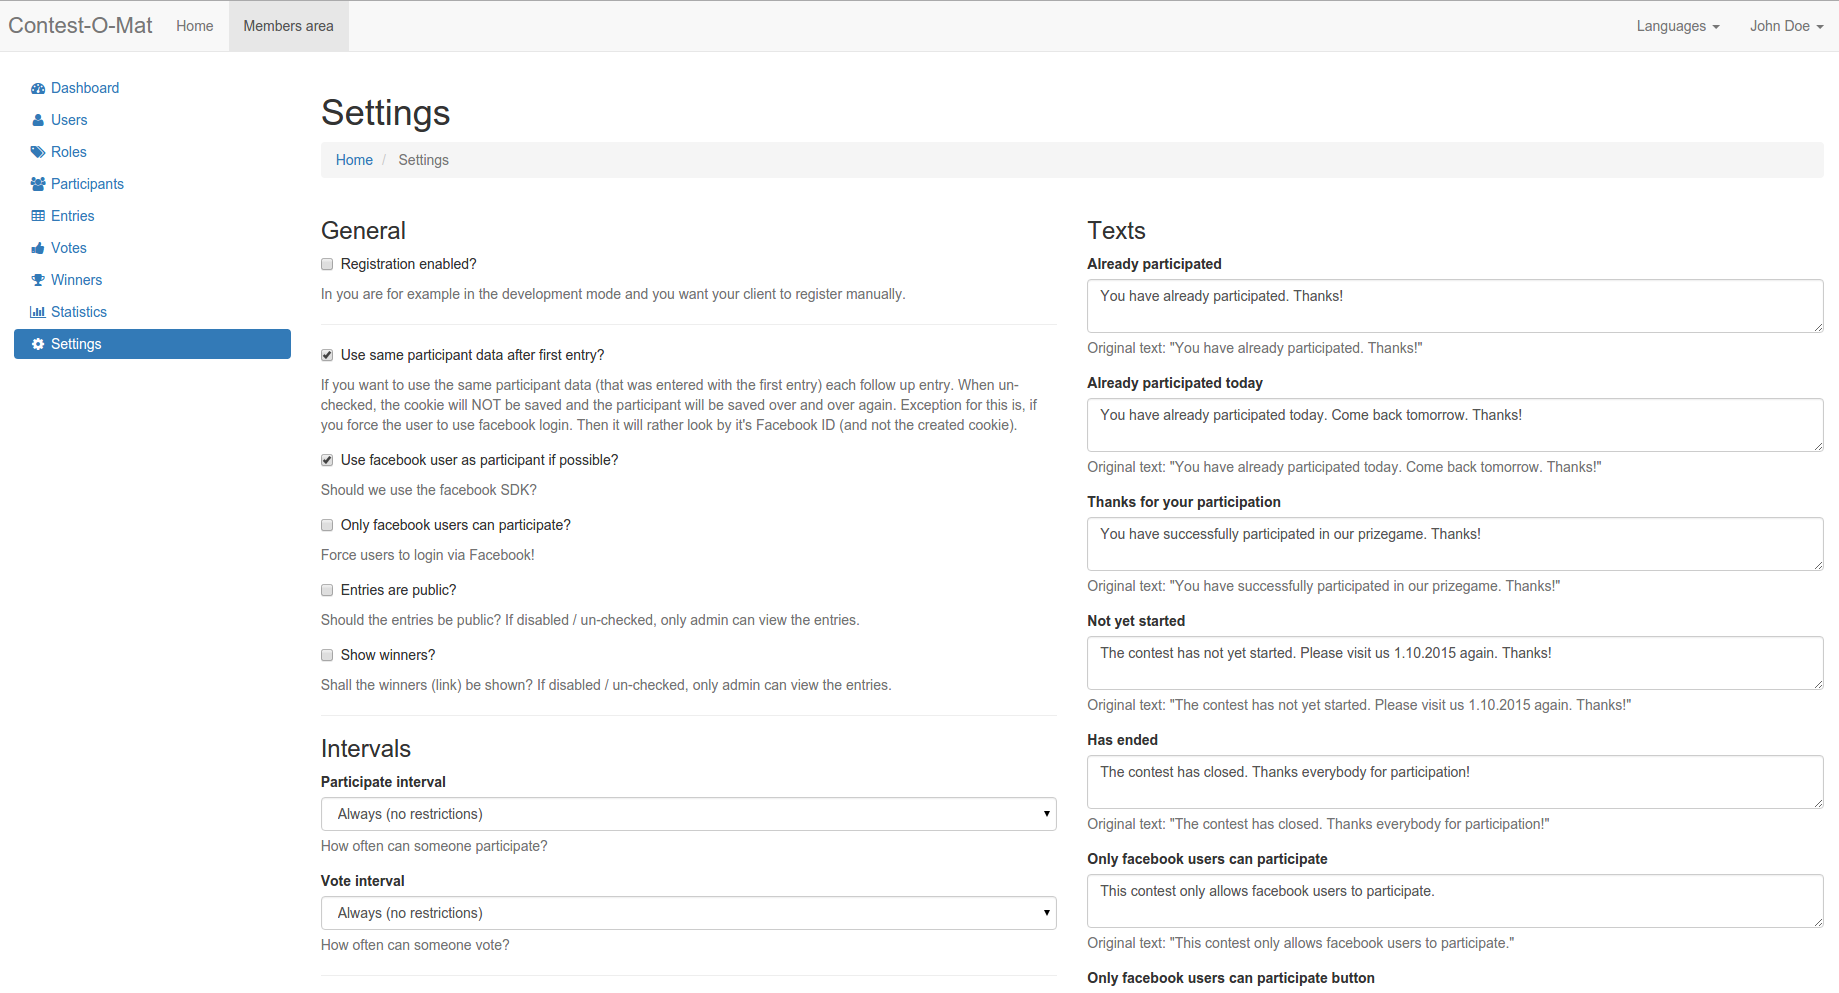 Contest-O-Mat
Home
Members area
Languages
John Doe
Dashboard
Users
Roles
Participants
Entries
Votes
Winners
Statistics
Settings
Settings
Home / Settings
General
Registration enabled?
In you are for example in the development mode and you want your client to register manually.
Use same participant data after first entry?
If you want to use the same participant data (that was entered with the first entry) each follow up entry. When un-
checked, the cookie will NOT be saved and the participant will be saved over and over again. Exception for this is, if
you force the user to use facebook login. Then it will rather look by it's Facebook ID (and not the created cookie).
Use facebook user as participant if possible?
Should we use the facebook SDK?
Only facebook users can participate?
Force users to login via Facebook!
Entries are public?
Should the entries be public? If disabled / un-checked, only admin can view the entries.
Show winners?
Shall the winners (link) be shown? If disabled / un-checked, only admin can view the entries.
Intervals
Participate interval
Always (no restrictions)
How often can someone participate?
Vote interval
Always (no restrictions)
How often can someone vote?
Texts
Already participated
You have already participated. Thanks!
Original text: "You have already participated. Thanks!"
Already participated today
You have already participated today. Come back tomorrow. Thanks!
Original text: "You have already participated today. Come back tomorrow. Thanks!"
Thanks for your participation
You have successfully participated in our prizegame. Thanks!
Original text: "You have successfully participated in our prizegame. Thanks!"
Not yet started
The contest has not yet started. Please visit us 1.10.2015 again. Thanks!
Original text: "The contest has not yet started. Please visit us 1.10.2015 again. Thanks!"
Has ended
The contest has closed. Thanks everybody for participation!
Original text: "The contest has closed. Thanks everybody for participation!"
Only facebook users can participate
This contest only allows facebook users to participate.
Original text: "This contest only allows facebook users to participate."
Only facebook users can participate button